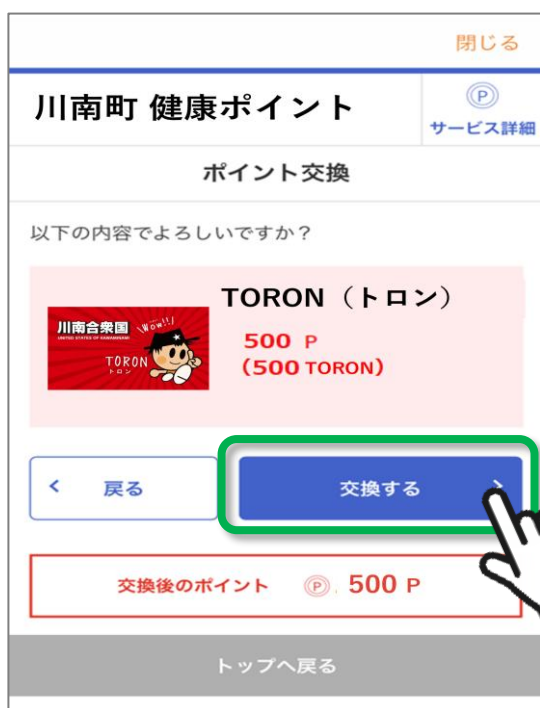 閉じる
川南町 健康ポイント
サービス詳細
ポイント交換
以下の内容でよろしいですか？
TORON（トロン）
川南合衆国
UNITED STATES OF KAWAMINAMI
Wow!!
TORON
トロン
500 P
(500 TORON)
戻る
交換する
交換後のポイント Ⓟ 500 P
トップへ戻る